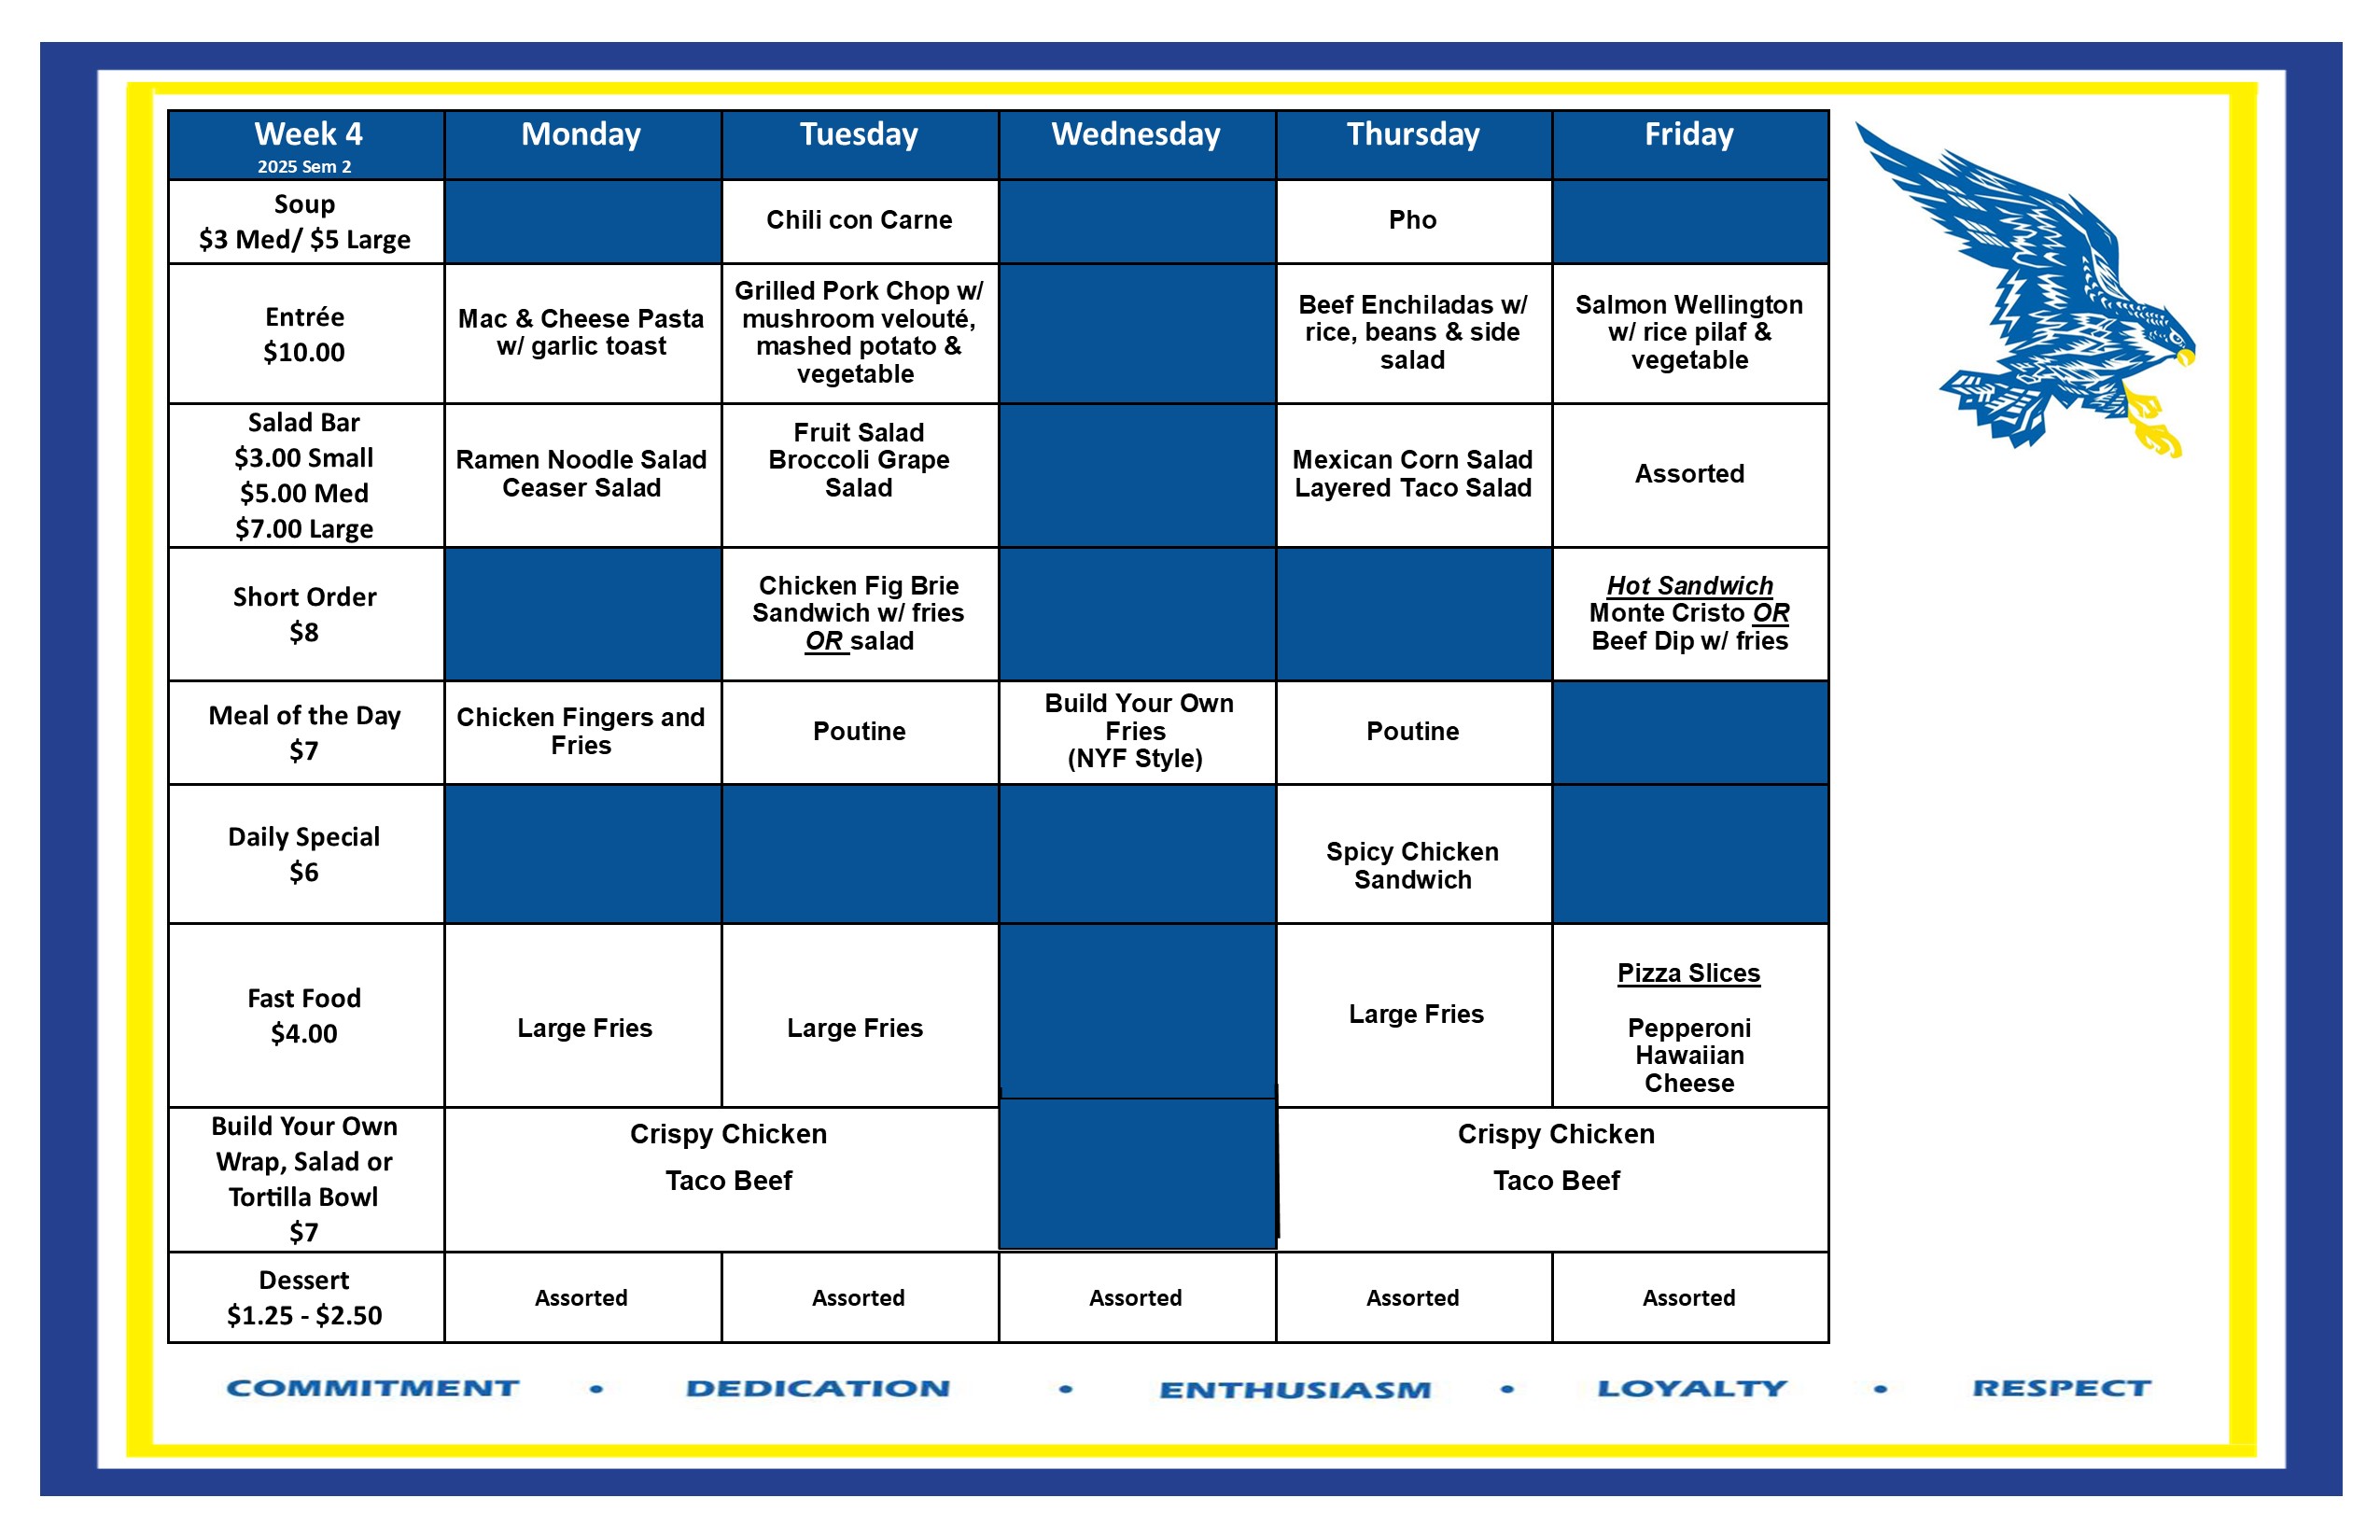 Week 4
2025 Sem 2
Monday
Tuesday
Wednesday
Thursday
Friday
Soup
$3 Med/ $5 Large
Chili con Carne
Pho
Entrée
$10.00
Mac & Cheese Pasta
w/ garlic toast
Grilled Pork Chop w/
mushroom velouté,
mashed potato &
vegetable
Beef Enchiladas w/
rice, beans & side
salad
Salmon Wellington
w/ rice pilaf &
vegetable
Salad Bar
$3.00 Small
$5.00 Med
$7.00 Large
Ramen Noodle Salad
Ceaser Salad
Fruit Salad
Broccoli Grape
Salad
Mexican Corn Salad
Layered Taco Salad
Assorted
Short Order
$8
Chicken Fig Brie
Sandwich w/ fries
OR salad
Hot Sandwich
Monte Cristo OR
Beef Dip w/ fries
Meal of the Day
$7
Chicken Fingers and
Fries
Poutine
Build Your Own
Fries
(NYF Style)
Poutine
Daily Special
$6
Spicy Chicken
Sandwich
Fast Food
$4.00
Large Fries
Large Fries
Large Fries
Pizza Slices
Pepperoni
Hawaiian
Cheese
Build Your Own
Wrap, Salad or
Tortilla Bowl
$7
Crispy Chicken
Taco Beef
Crispy Chicken
Taco Beef
Dessert
$1.25 - $2.50
Assorted
Assorted
Assorted
Assorted
Assorted
COMMITMENT • DEDICATION • ENTHUSIASM • LOYALTY • RESPECT